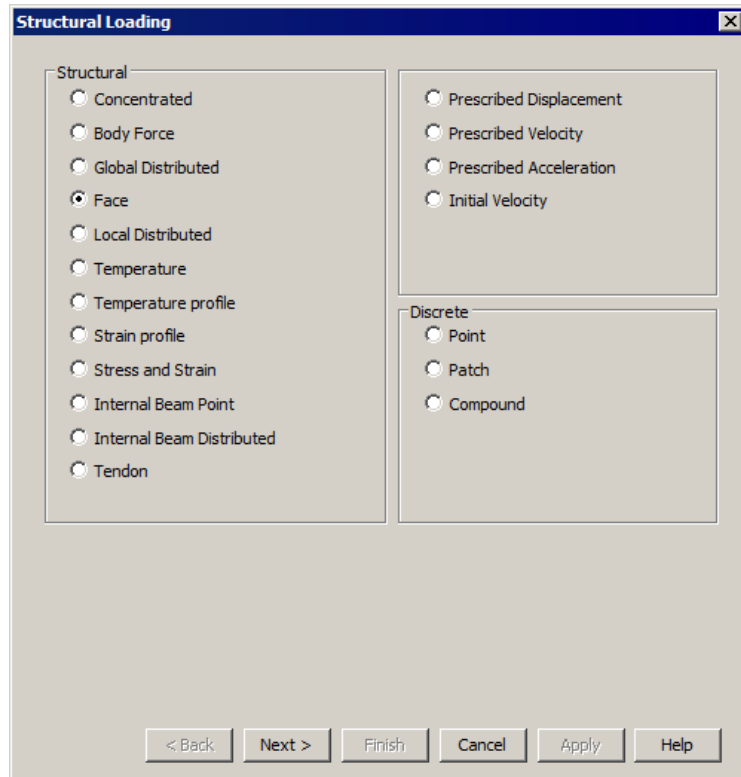 Structural Loading
Structural
Concentrated
Body Force
Global Distributed
Face
Local Distributed
Temperature
Temperature profile
Strain profile
Stress and Strain
Internal Beam Point
Internal Beam Distributed
Tendon
Prescribed Displacement
Prescribed Velocity
Prescribed Acceleration
Initial Velocity
Discrete
Point
Patch
Compound
< Back Next > Finish Cancel Apply Help